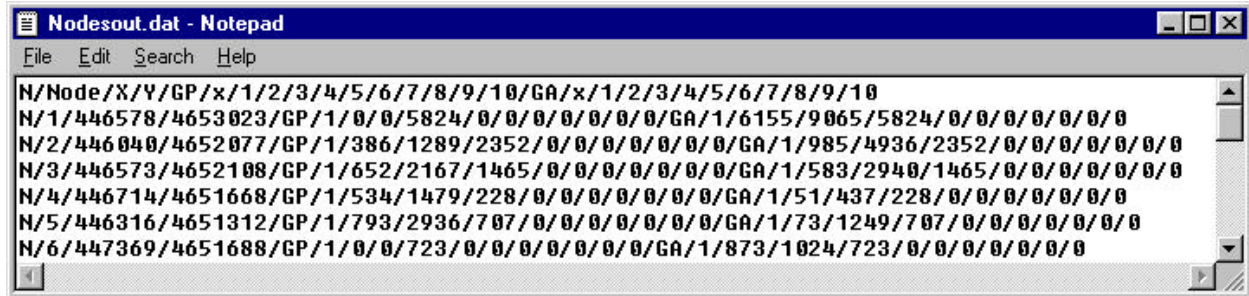 Nodesout.dat - Notepad
File Edit Search Help
N/Node/X/Y/GP/x/1/2/3/4/5/6/7/8/9/10/GA/x/1/2/3/4/5/6/7/8/9/10
N/1/446578/4653023/GP/1/0/0/5824/0/0/0/0/0/0/0/GA/1/6155/9065/5824/0/0/0/0/0/0/0
N/2/446040/4652077/GP/1/386/1289/2352/0/0/0/0/0/0/0/GA/1/985/4936/2352/0/0/0/0/0/0/0
N/3/446573/4652108/GP/1/652/2167/1465/0/0/0/0/0/0/0/GA/1/583/2940/1465/0/0/0/0/0/0/0
N/4/446714/4651668/GP/1/534/1479/228/0/0/0/0/0/0/0/GA/1/51/437/228/0/0/0/0/0/0/0
N/5/446316/4651312/GP/1/793/2936/707/0/0/0/0/0/0/0/GA/1/73/1249/707/0/0/0/0/0/0/0
N/6/447369/4651688/GP/1/0/0/723/0/0/0/0/0/0/0/GA/1/873/1024/723/0/0/0/0/0/0/0